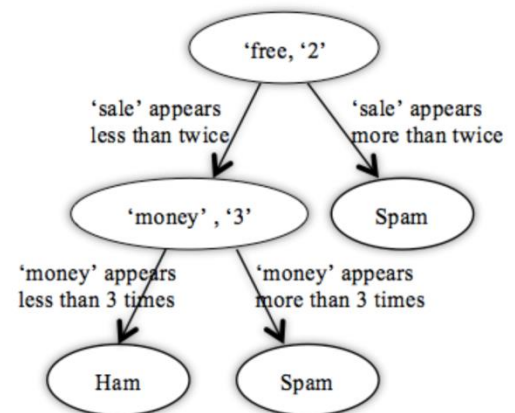 ‘free, ‘2’
‘sale’ appears
less than twice
‘sale’ appears
more than twice
‘money’ , ‘3’
Spam
‘money’ appears
less than 3 times
‘money’ appears
more than 3 times
Ham
Spam